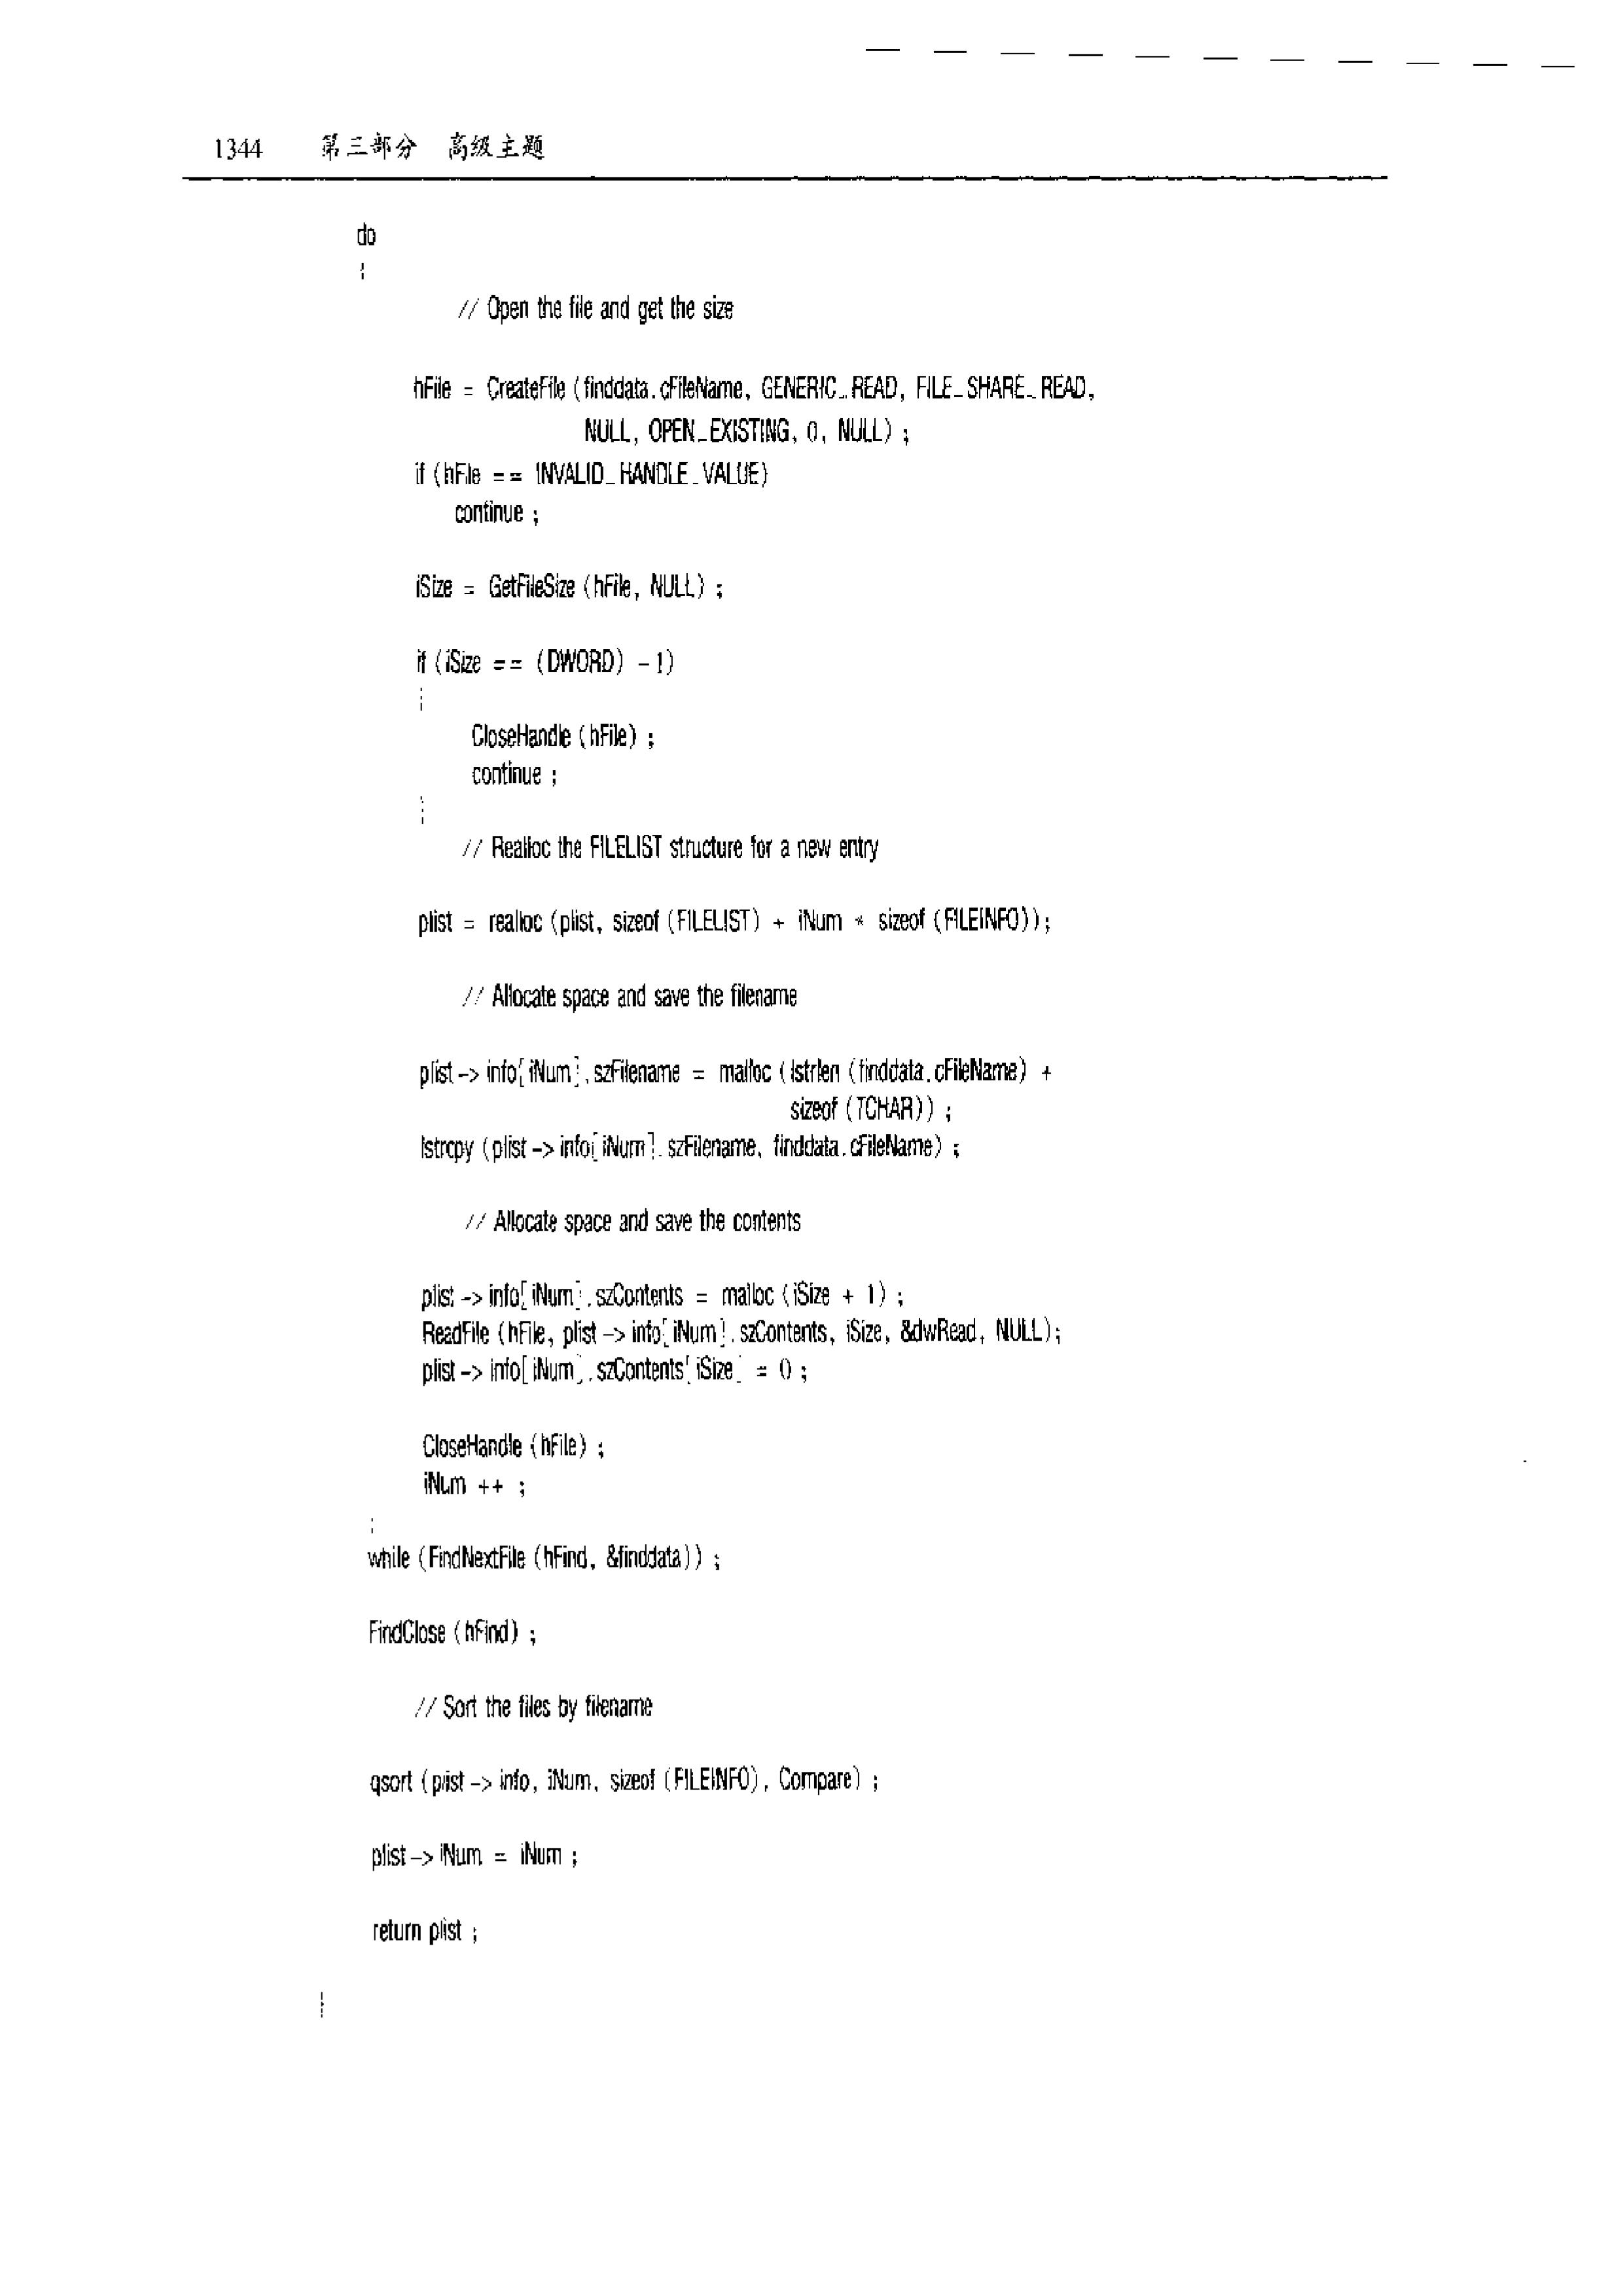 1344 第三部分 高级主题
do
{
// Open the file and get the size
hFile = CreateFile (finddata.cFileName, GENERIC_READ, FILE_SHARE_READ,
NULL, OPEN_EXISTING, 0, NULL) ;
if (hFile == INVALID_HANDLE_VALUE)
continue ;
iSize = GetFileSize (hFile, NULL) ;
if (iSize == (DWORD) -1)
{
CloseHandle (hFile) ;
continue ;
}
// Realloc the FILELIST structure for a new entry
plist = realloc (plist, sizeof (FILELIST) + iNum * sizeof (FILEINFO));
// Allocate space and save the filename
plist -> info[iNum].szFilename = malloc (lstrlen (finddata.cFileName) +
sizeof (TCHAR)) ;
lstrcpy (plist -> info[iNum].szFilename, finddata.cFileName) ;
// Allocate space and save the contents
plist -> info[iNum].szContents = malloc (iSize + 1) ;
ReadFile (hFile, plist -> info[iNum].szContents, iSize, &dwRead, NULL);
plist -> info[iNum].szContents[iSize] = 0 ;
CloseHandle (hFile) ;
iNum ++ ;
}
while (FindNextFile (hFind, &finddata)) ;
FindClose (hFind) ;
// Sort the files by filename
qsort (plist -> info, iNum, sizeof (FILEINFO), Compare) ;
plist -> iNum = iNum ;
return plist ;
}